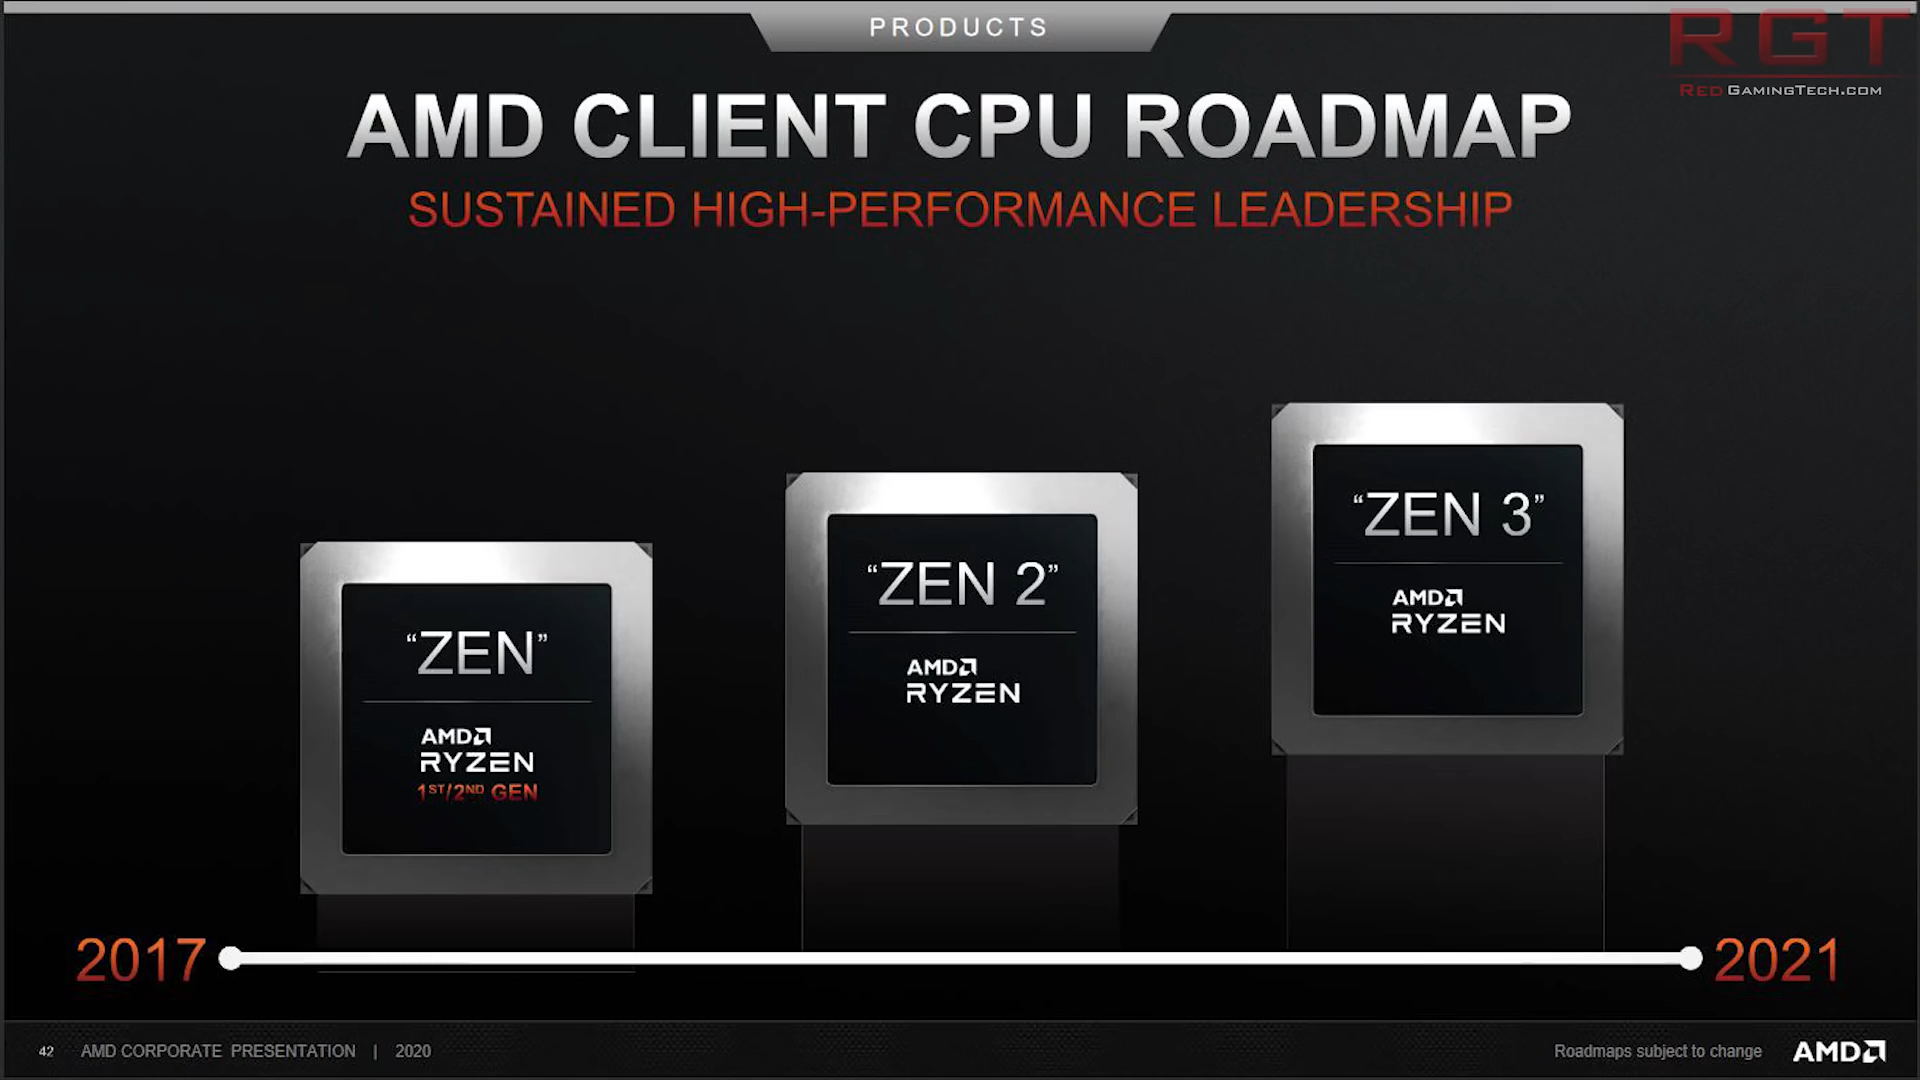 PRODUCTS
RGT
REDGAMINGTECH.COM
AMD CLIENT CPU ROADMAP
SUSTAINED HIGH-PERFORMANCE LEADERSHIP
“ZEN”
AMD
RYZEN
1ST/2ND GEN
“ZEN 2”
AMD
RYZEN
“ZEN 3”
AMD
RYZEN
2017
2021
42 AMD CORPORATE PRESENTATION | 2020
Roadmaps subject to change AMD